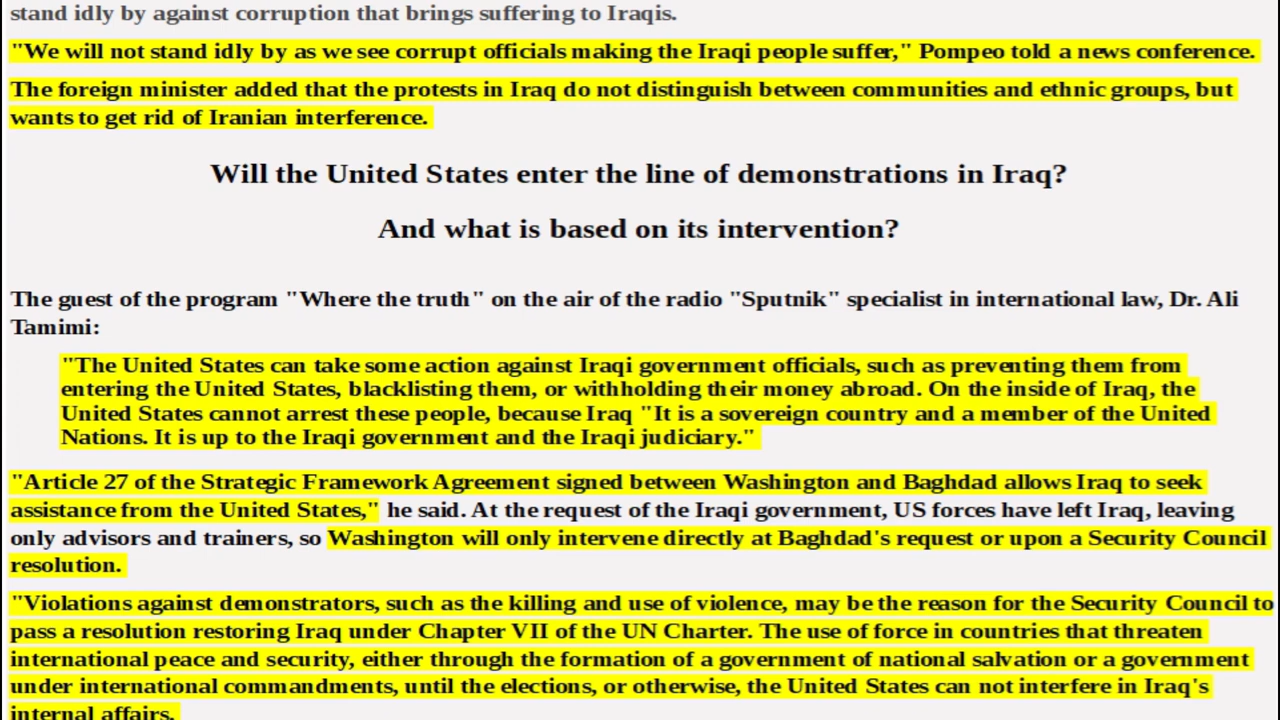 stand idly by against corruption that brings suffering to Iraqis.
"We will not stand idly by as we see corrupt officials making the Iraqi people suffer," Pompeo told a news conference.
The foreign minister added that the protests in Iraq do not distinguish between communities and ethnic groups, but
wants to get rid of Iranian interference.
Will the United States enter the line of demonstrations in Iraq?
And what is based on its intervention?
The guest of the program "Where the truth" on the air of the radio "Sputnik" specialist in international law, Dr. Ali
Tamimi:
"The United States can take some action against Iraqi government officials, such as preventing them from
entering the United States, blacklisting them, or withholding their money abroad. On the inside of Iraq, the
United States cannot arrest these people, because Iraq "It is a sovereign country and a member of the United
Nations. It is up to the Iraqi government and the Iraqi judiciary."
"Article 27 of the Strategic Framework Agreement signed between Washington and Baghdad allows Iraq to seek
assistance from the United States," he said. At the request of the Iraqi government, US forces have left Iraq, leaving
only advisors and trainers, so Washington will only intervene directly at Baghdad's request or upon a Security Council
resolution.
"Violations against demonstrators, such as the killing and use of violence, may be the reason for the Security Council to
pass a resolution restoring Iraq under Chapter VII of the UN Charter. The use of force in countries that threaten
international peace and security, either through the formation of a government of national salvation or a government
under international commandments, until the elections, or otherwise, the United States can not interfere in Iraq's
internal affairs.